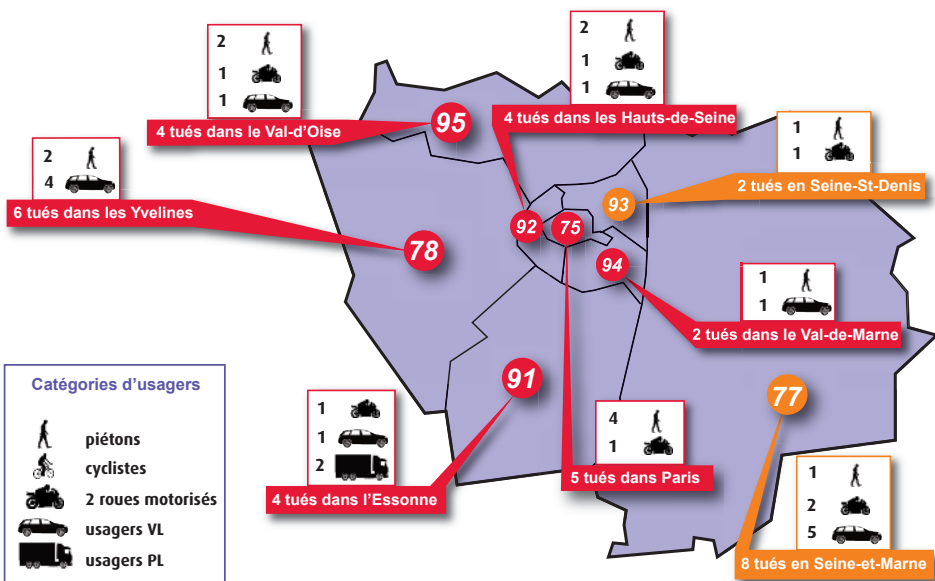 2
1
1
4 tués dans le Val-d'Oise
95
2
1
1
4 tués dans les Hauts-de-Seine
92
1
1
2 tués en Seine-St-Denis
93
2
4
6 tués dans les Yvelines
78
75
94
1
1
2 tués dans le Val-de-Marne
91
1
1
2
4 tués dans l'Essonne
4
1
5 tués dans Paris
77
1
2
5
8 tués en Seine-et-Marne
Catégories d'usagers
piétons
cyclistes
2 roues motorisés
usagers VL
usagers PL